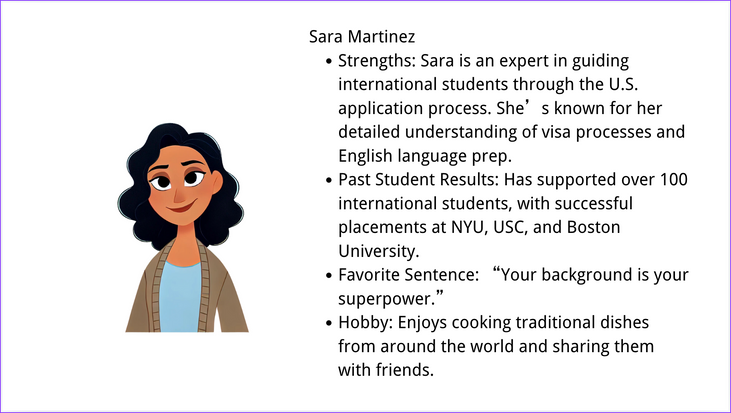 Sara Martinez
• Strengths: Sara is an expert in guiding
international students through the U.S.
application process. She’s known for her
detailed understanding of visa processes and
English language prep.
• Past Student Results: Has supported over 100
international students, with successful
placements at NYU, USC, and Boston
University.
• Favorite Sentence: “Your background is your
superpower.”
• Hobby: Enjoys cooking traditional dishes
from around the world and sharing them
with friends.